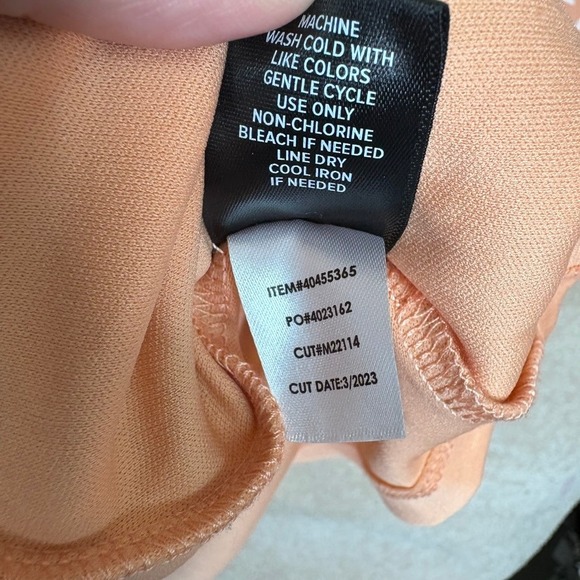 MACHINE
WASH COLD WITH
LIKE COLORS
GENTLE CYCLE
USE ONLY
NON-CHLORINE
BLEACH IF NEEDED
LINE DRY
COOL IRON
IF NEEDED
ITEM#40455365
PO#4023162
CUT#M22114
CUT DATE:3/2023